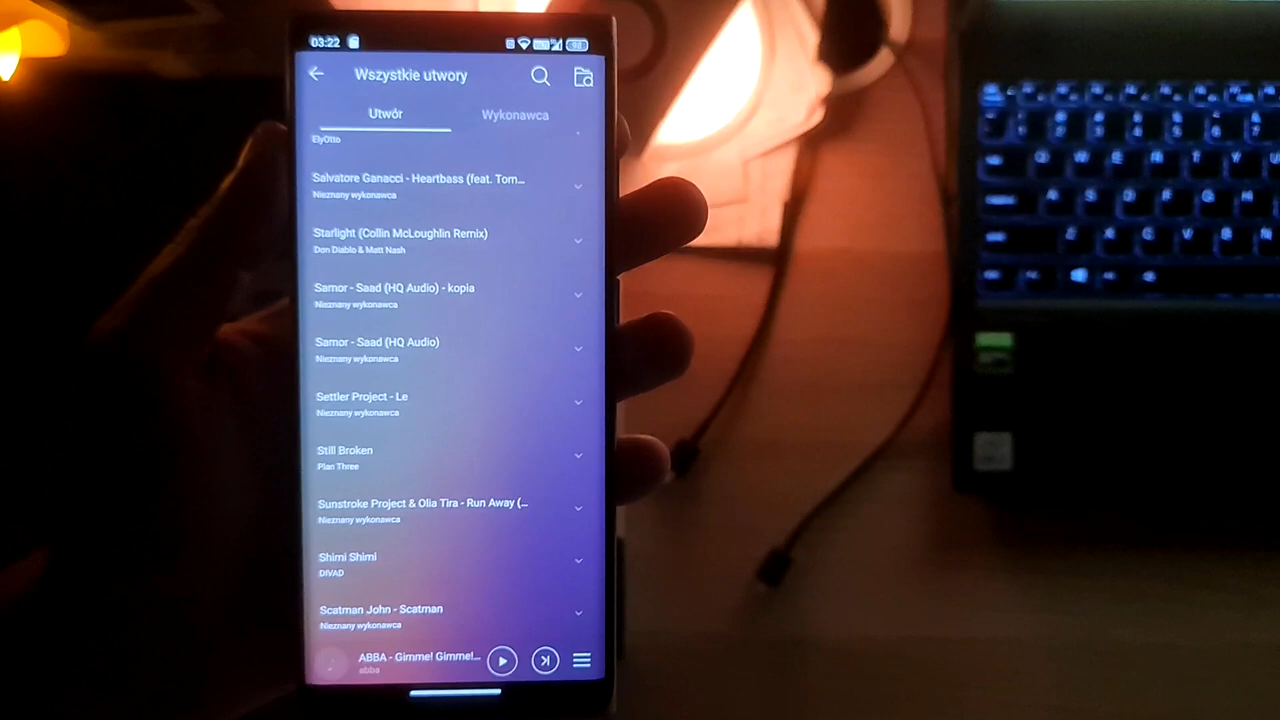 03:22
98
Wszystkie utwory
Utwór
Wykonawca
ElyOtto
Salvatore Ganacci - Heartbass (feat. Tom...
Nieznany wykonawca
Starlight (Collin McLoughlin Remix)
Don Diablo & Matt Nash
Samor - Saad (HQ Audio) - kopia
Nieznany wykonawca
Samor - Saad (HQ Audio)
Nieznany wykonawca
Settler Project - Le
Nieznany wykonawca
Still Broken
Plan Three
Sunstroke Project & Olia Tira - Run Away (...
Nieznany wykonawca
Shimi Shimi
DIVAD
Scatman John - Scatman
Nieznany wykonawca
ABBA - Gimme! Gimme!...
abba
Q W E R T Y U
A S D F G H
Z X C V B N